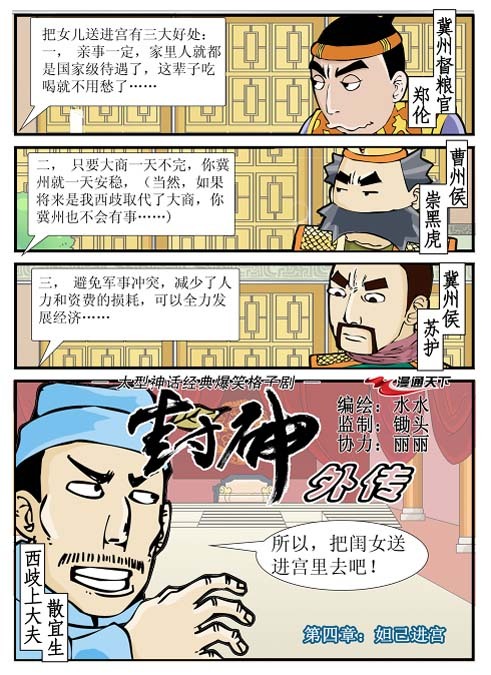 把女儿送进宫有三大好处：
一，亲事一定，家里人就都
是国家级待遇了，这辈子吃
喝就不用愁了……
冀州督粮官
郑伦
二，只要大商一天不完，你冀
州就一天安稳，（当然，如果
将来是我西歧取代了大商，你
冀州也不会有事……）
曹州侯
崇黑虎
三，避免军事冲突，减少了人
力和资费的损耗，可以全力发
展经济……
冀州侯
苏护
大型神话经典爆笑格子剧
漫通天下
封神
外传
编绘：水水
监制：锄头
协力：丽丽
所以，把闺女送
进宫里去吧！
西歧上大夫
散宜生
第四章：妲己进宫